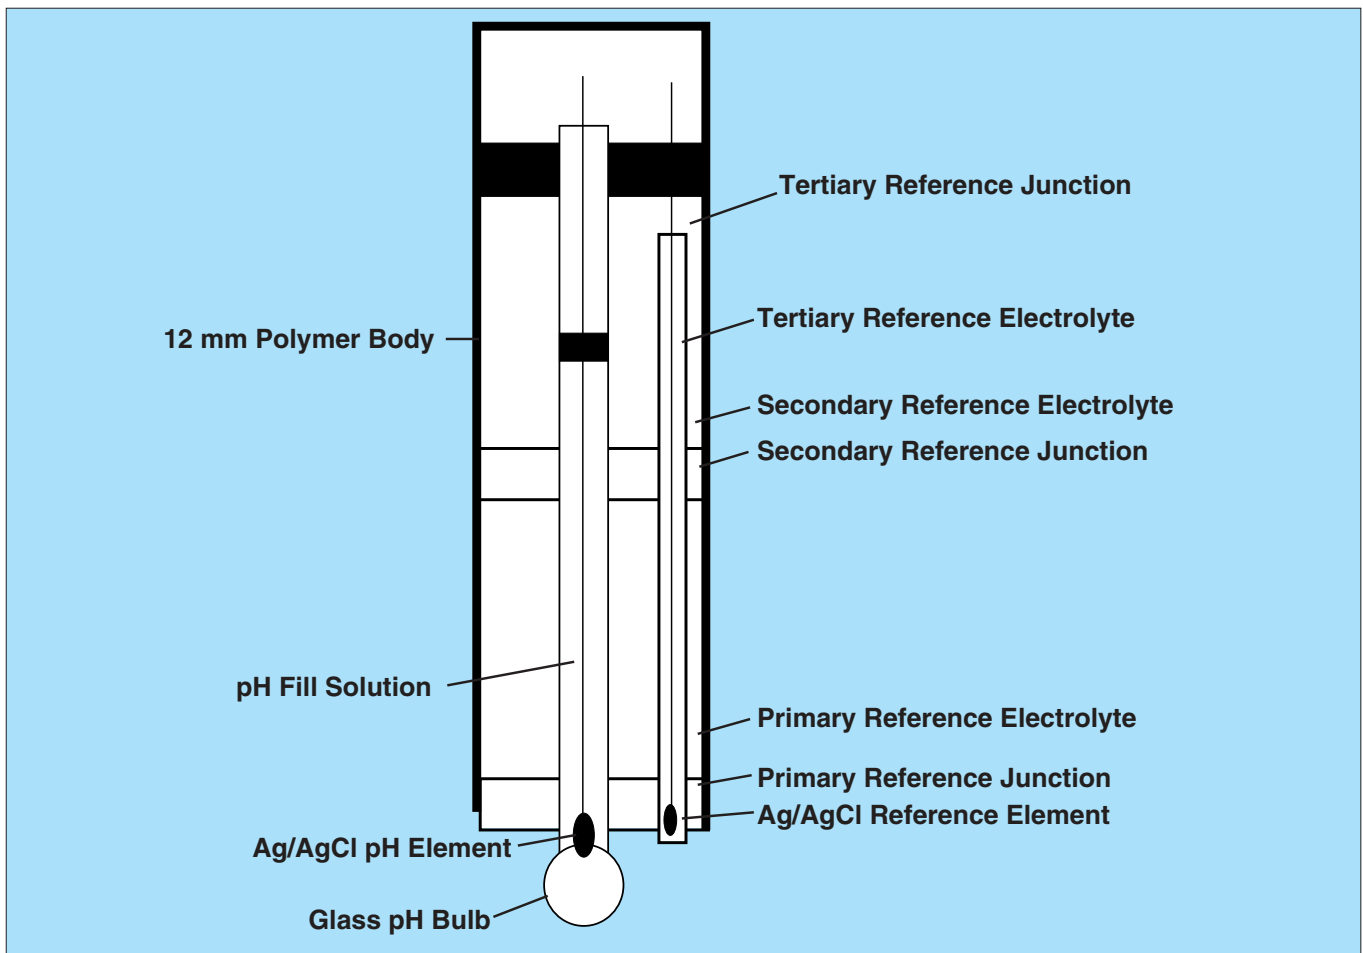 Tertiary Reference Junction
Tertiary Reference Electrolyte
12 mm Polymer Body
Secondary Reference Electrolyte
Secondary Reference Junction
pH Fill Solution
Primary Reference Electrolyte
Primary Reference Junction
Ag/AgCl Reference Element
Ag/AgCl pH Element
Glass pH Bulb